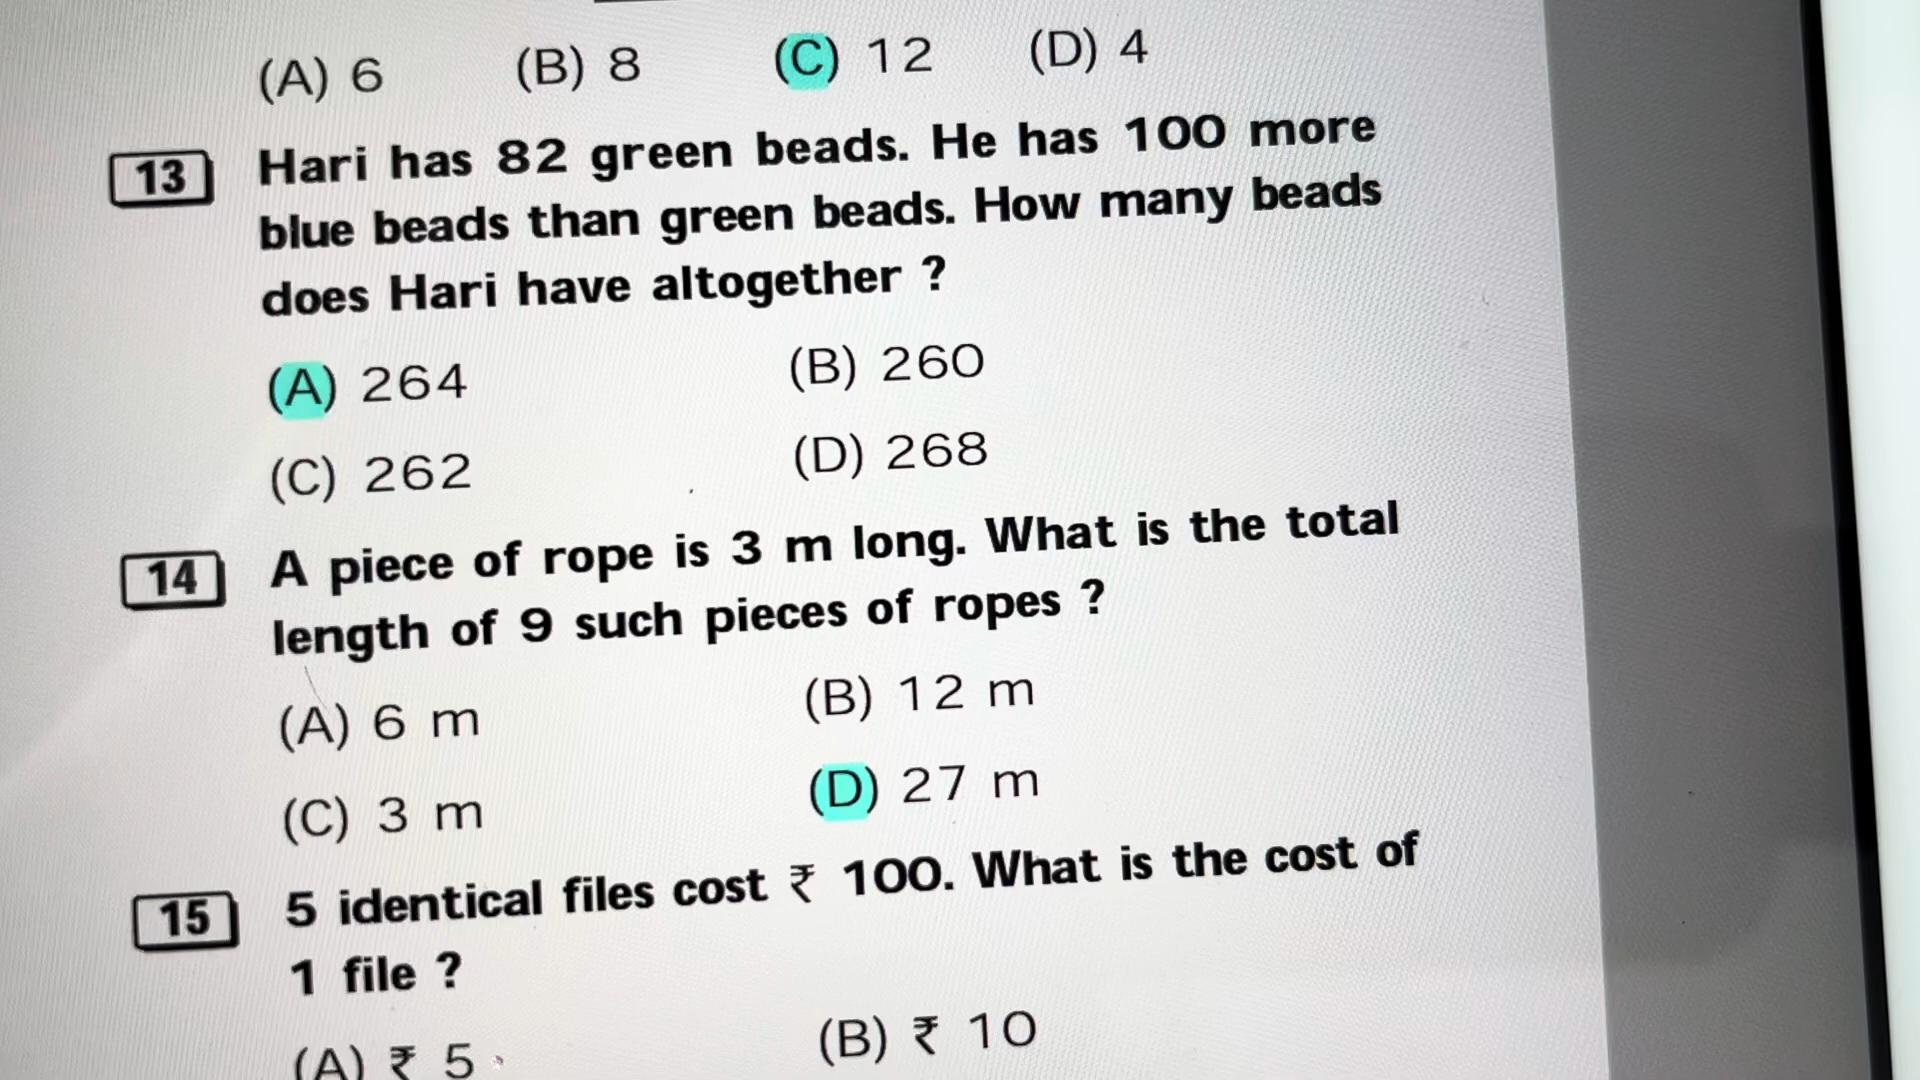 (A) 6 (B) 8 (C) 12 (D) 4
13 Hari has 82 green beads. He has 100 more
blue beads than green beads. How many beads
does Hari have altogether ?
(A) 264 (B) 260
(C) 262 (D) 268
14 A piece of rope is 3 m long. What is the total
length of 9 such pieces of ropes ?
(A) 6 m (B) 12 m
(C) 3 m (D) 27 m
15 5 identical files cost ₹ 100. What is the cost of
1 file ?
(A) ₹ 5 (B) ₹ 10